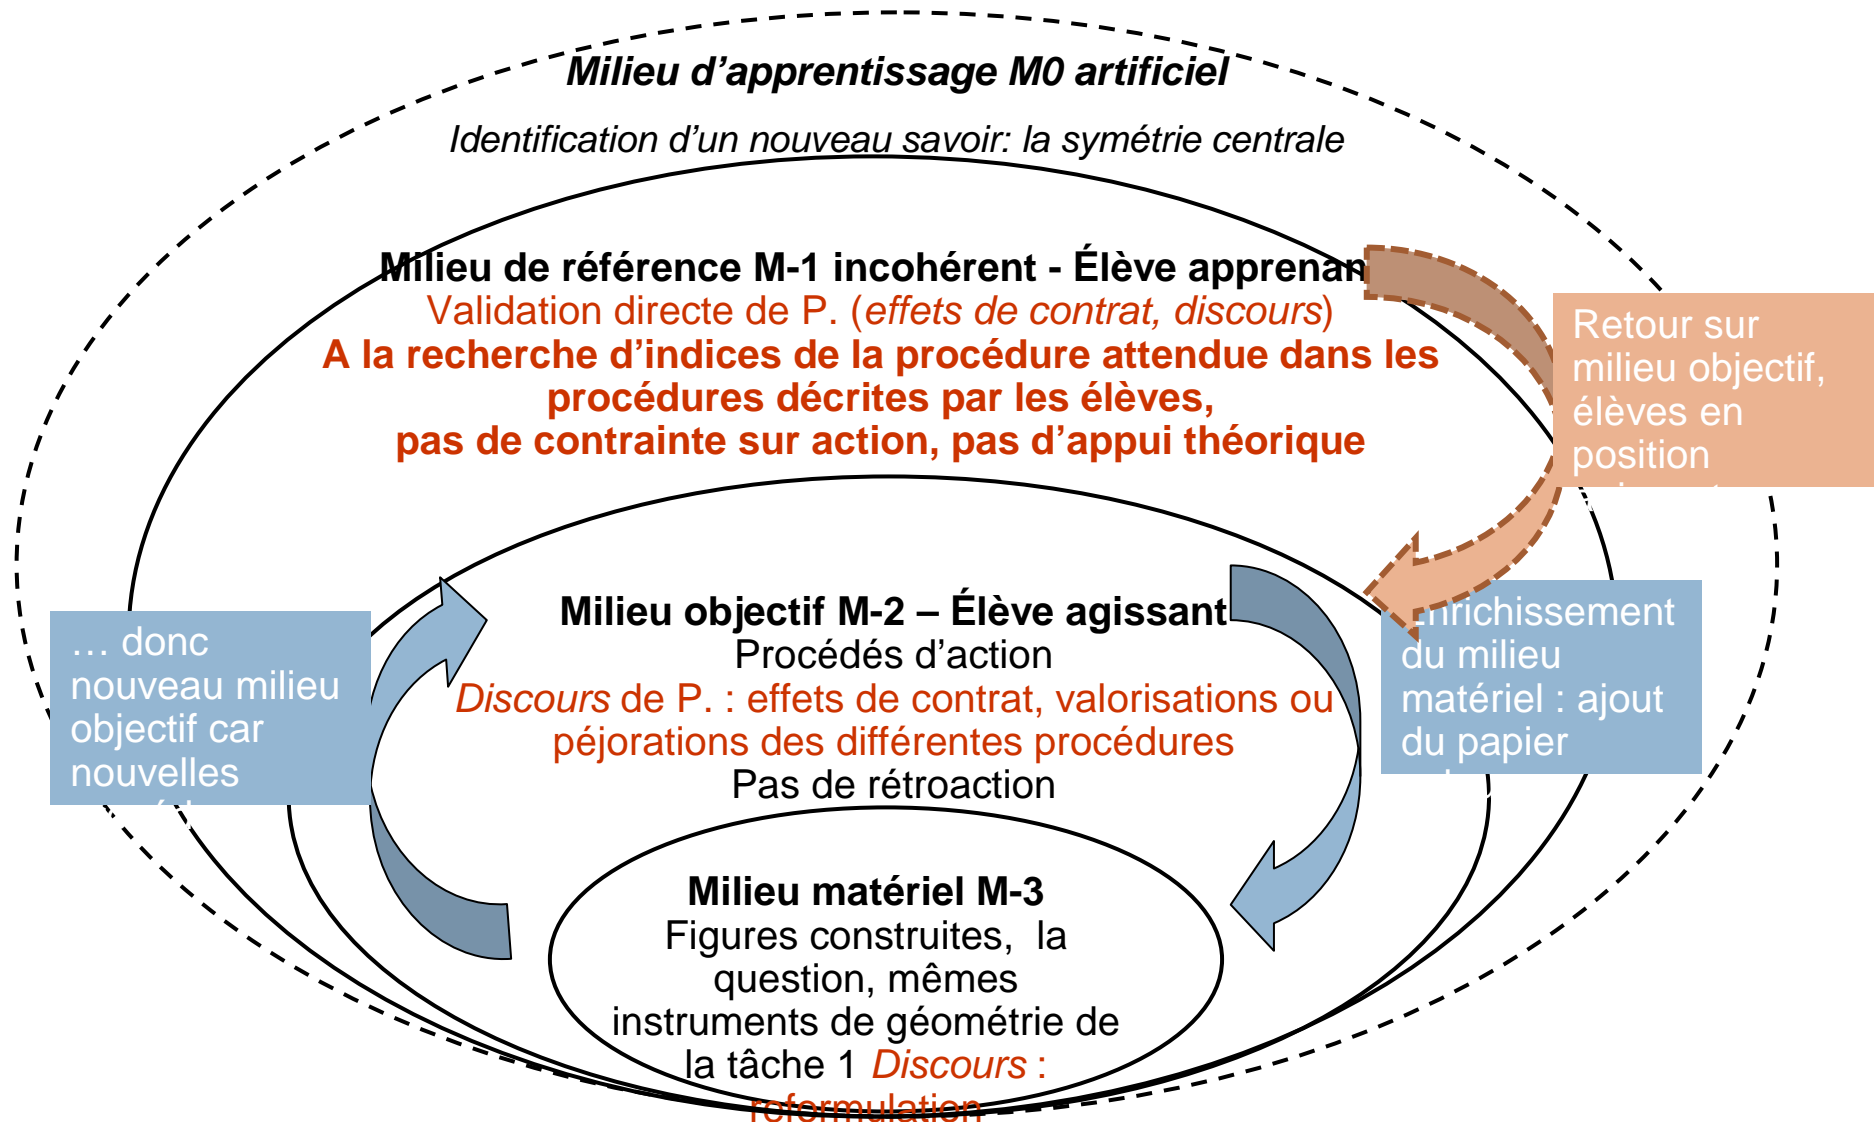 Milieu d’apprentissage M0 artificiel
Identification d’un nouveau savoir: la symétrie centrale
Milieu de référence M-1 incohérent - Élève apprenan
Validation directe de P. (effets de contrat, discours)
A la recherche d’indices de la procédure attendue dans les
procédures décrites par les élèves,
pas de contrainte sur action, pas d’appui théorique
Retour sur
milieu objectif,
élèves en
position
Milieu objectif M-2 – Élève agissant
Procédés d’action
Discours de P. : effets de contrat, valorisations ou
péjorations des différentes procédures
Pas de rétroaction
… donc
nouveau milieu
objectif car
nouvelles
Enrichissement
du milieu
matériel : ajout
du papier
Milieu matériel M-3
Figures construites, la
question, mêmes
instruments de géométrie de
la tâche 1 Discours :
reformulation